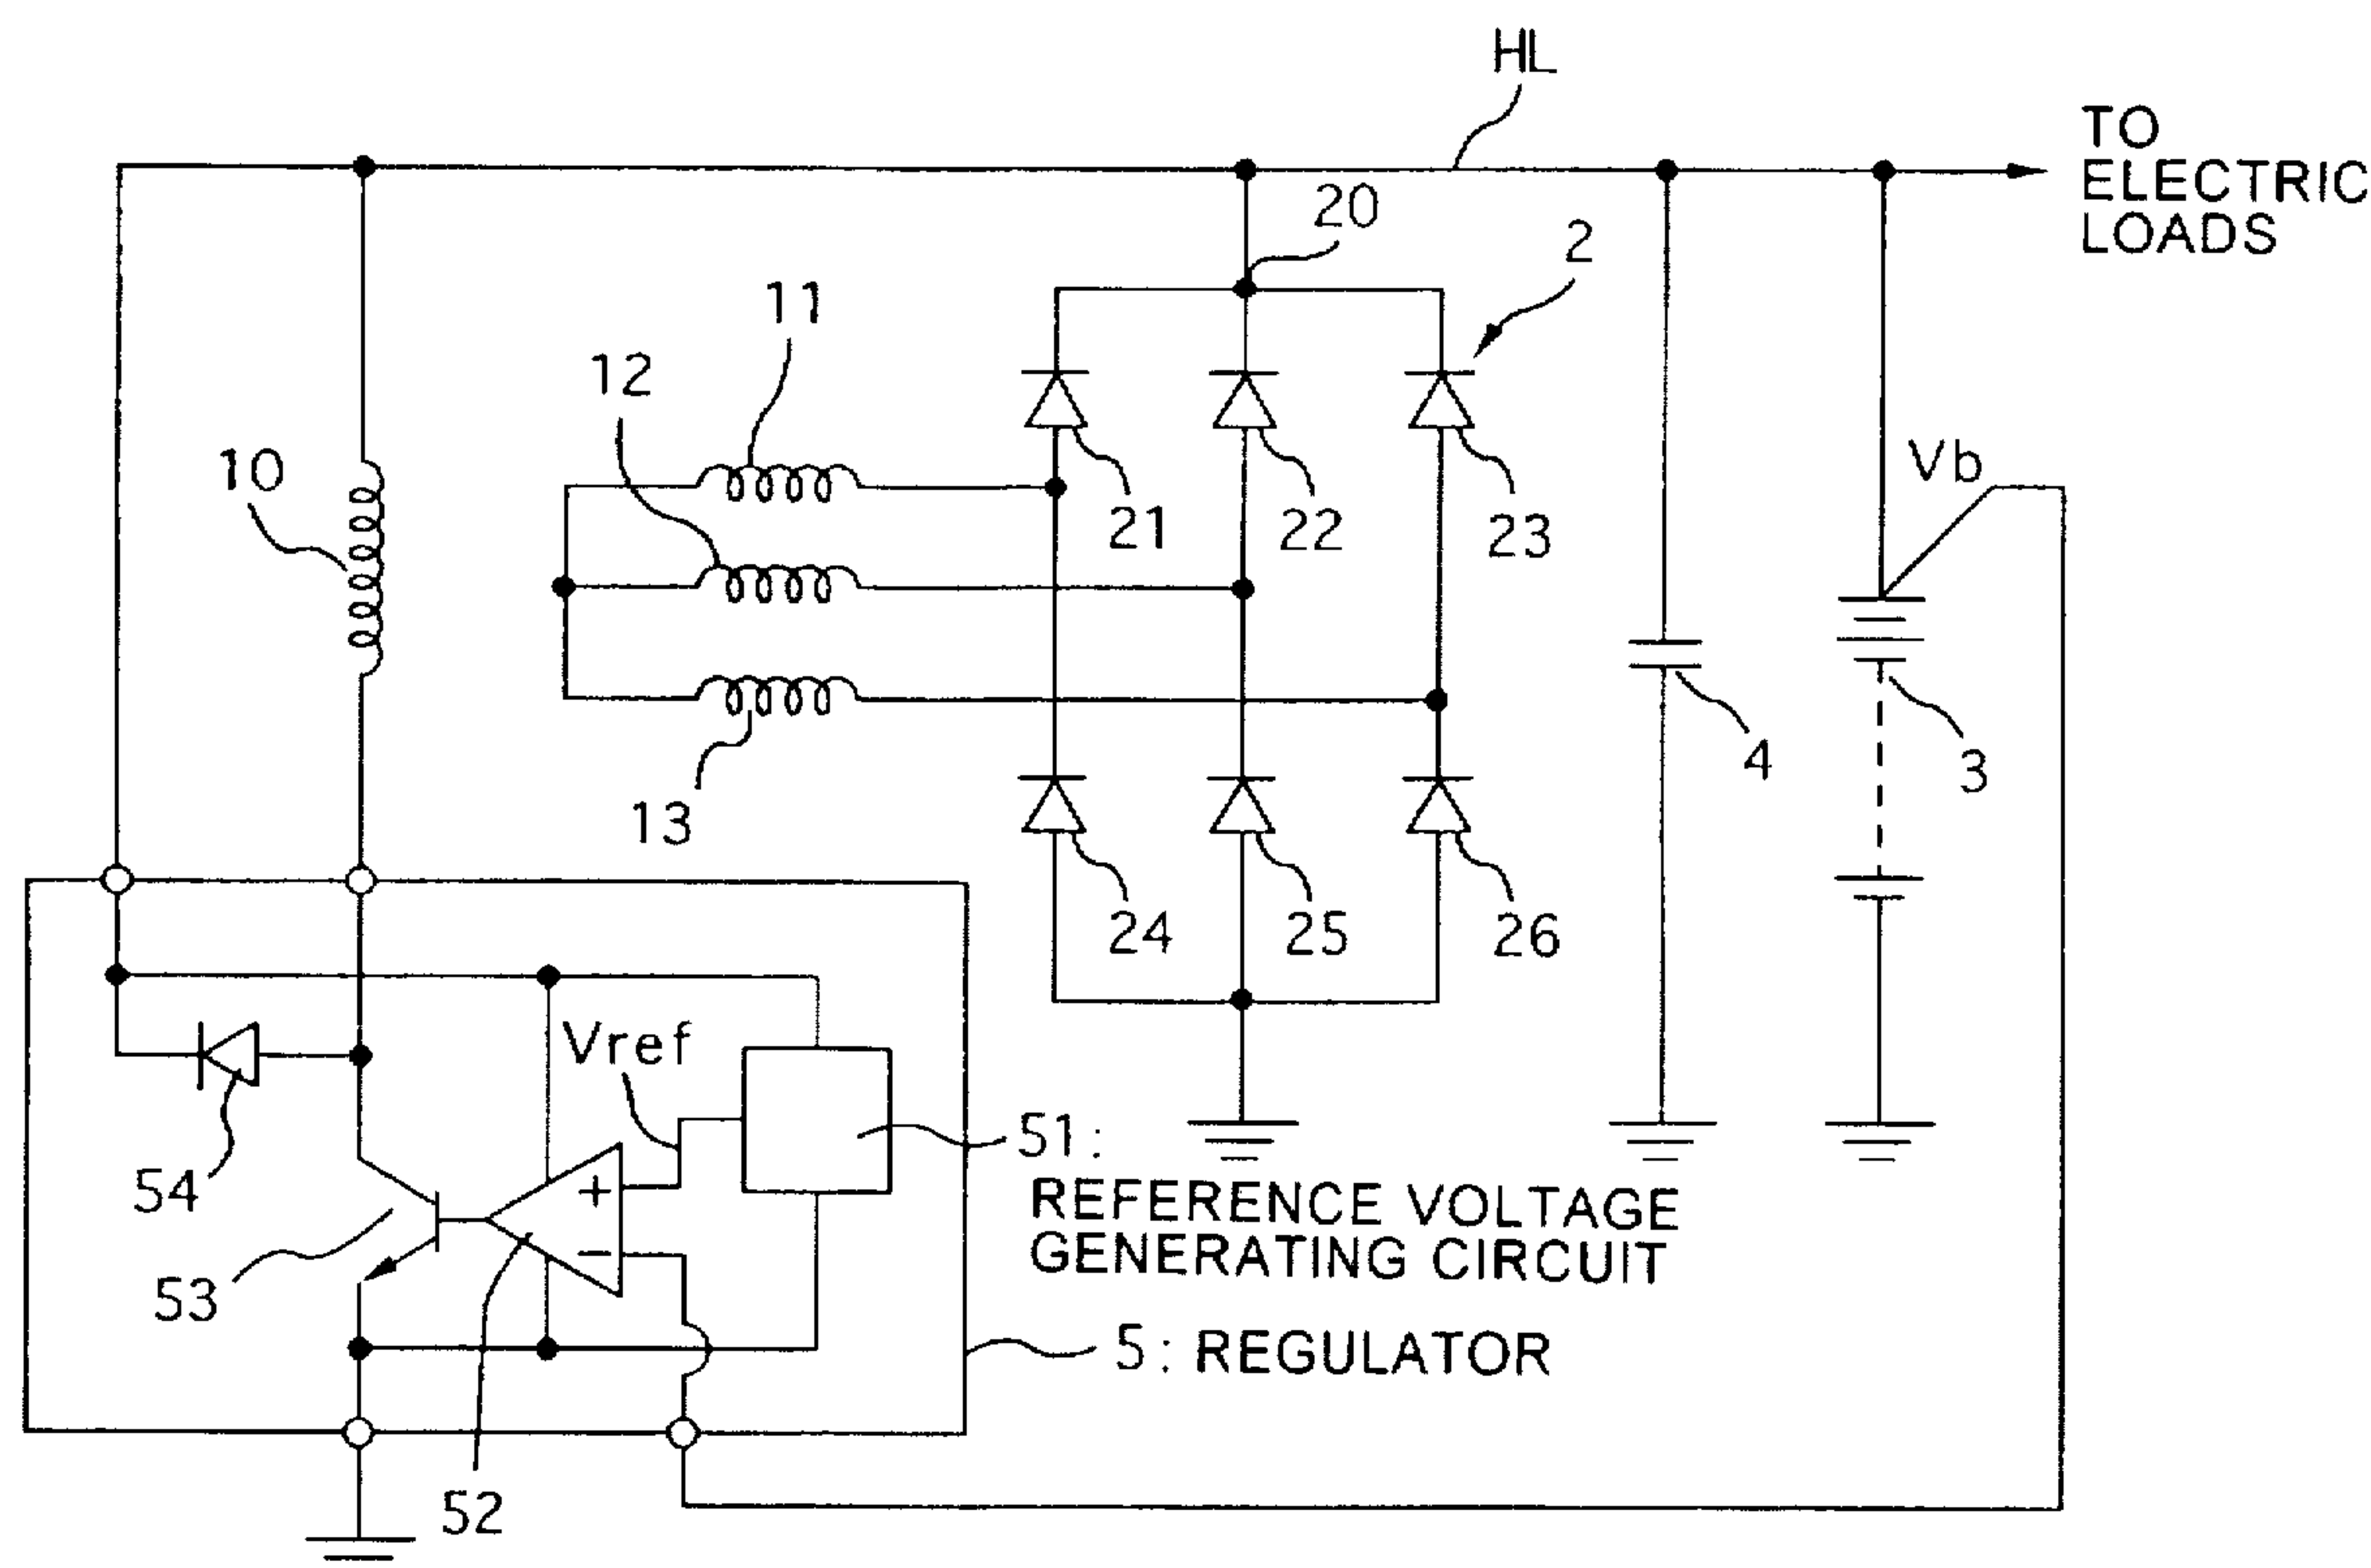 HL
TO
ELECTRIC
LOADS
20
2
11
12
10
Vb
21
22
23
4
3
13
24
25
26
Vref
+
−
54
51:
REFERENCE VOLTAGE
GENERATING CIRCUIT
53
5: REGULATOR
52